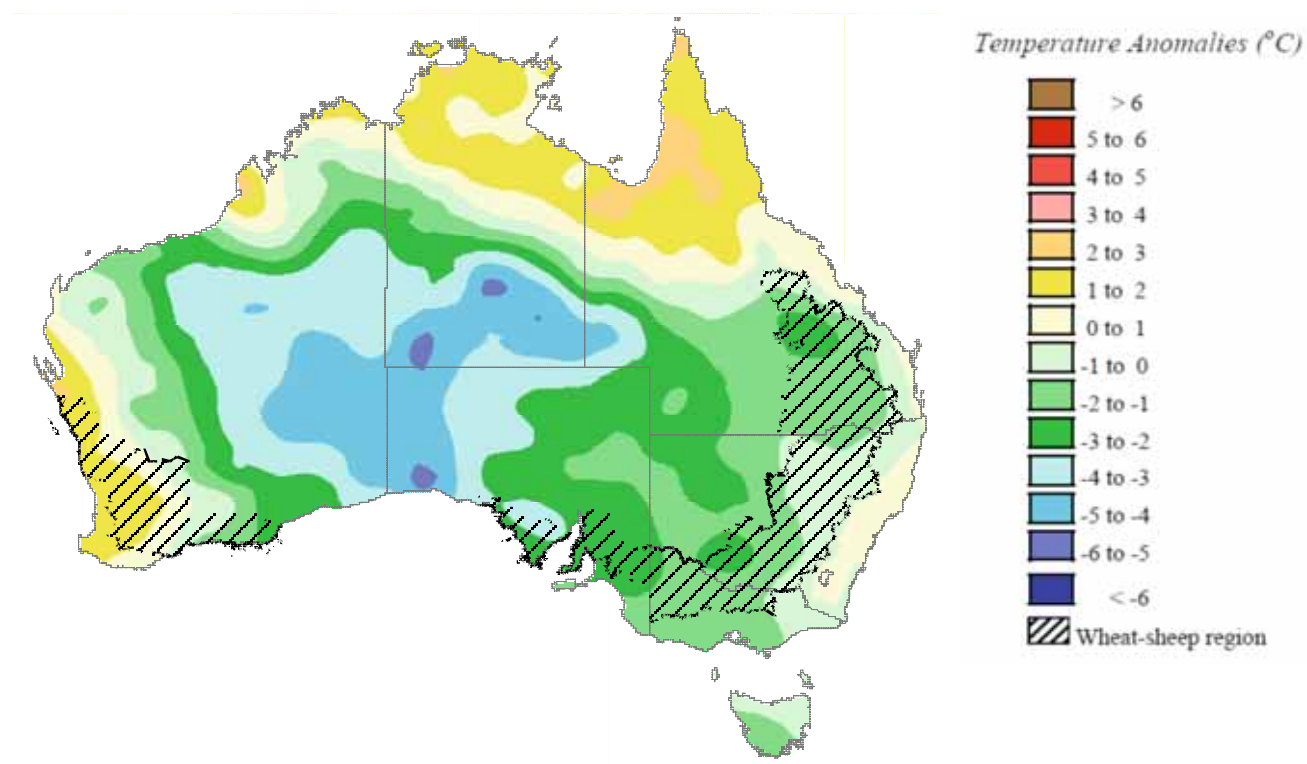 Temperature Anomalies (°C)
> 6
5 to 6
4 to 5
3 to 4
2 to 3
1 to 2
0 to 1
-1 to 0
-2 to -1
-3 to -2
-4 to -3
-5 to -4
-6 to -5
< -6
Wheat-sheep region